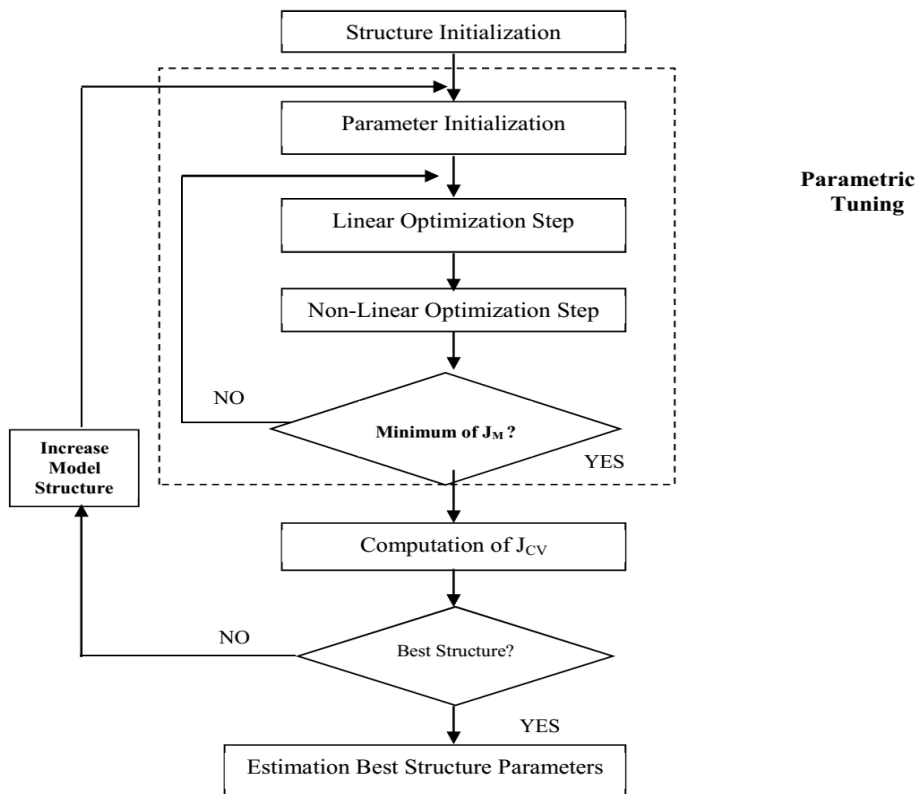 Structure Initialization
Parameter Initialization
Parametric
Tuning
Linear Optimization Step
Non-Linear Optimization Step
NO
Minimum of J_M ?
YES
Increase
Model
Structure
Computation of J_CV
NO
Best Structure?
YES
Estimation Best Structure Parameters